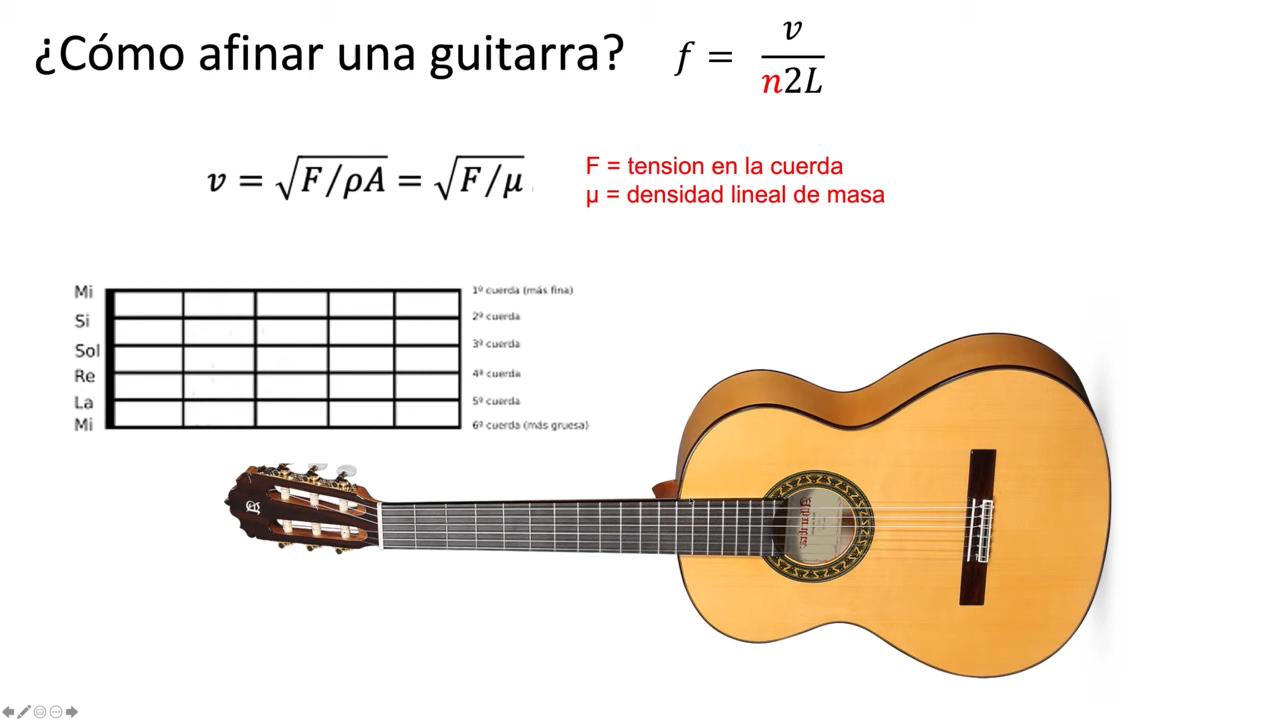 ¿Cómo afinar una guitarra?
f = v / n2L
v = √F/ρA = √F/μ
F = tension en la cuerda
μ = densidad lineal de masa
Mi 1º cuerda (más fina)
Si 2º cuerda
Sol 3º cuerda
Re 4º cuerda
La 5º cuerda
Mi 6º cuerda (más gruesa)